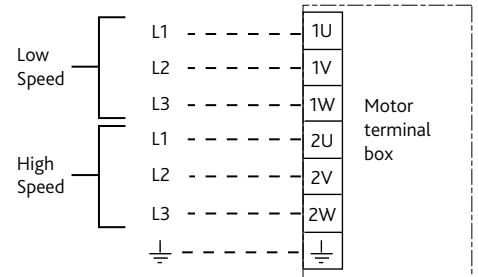 Low
Speed
L1
1U
L2
1V
L3
1W
High
Speed
L1
2U
L2
2V
L3
2W
Motor
terminal
box